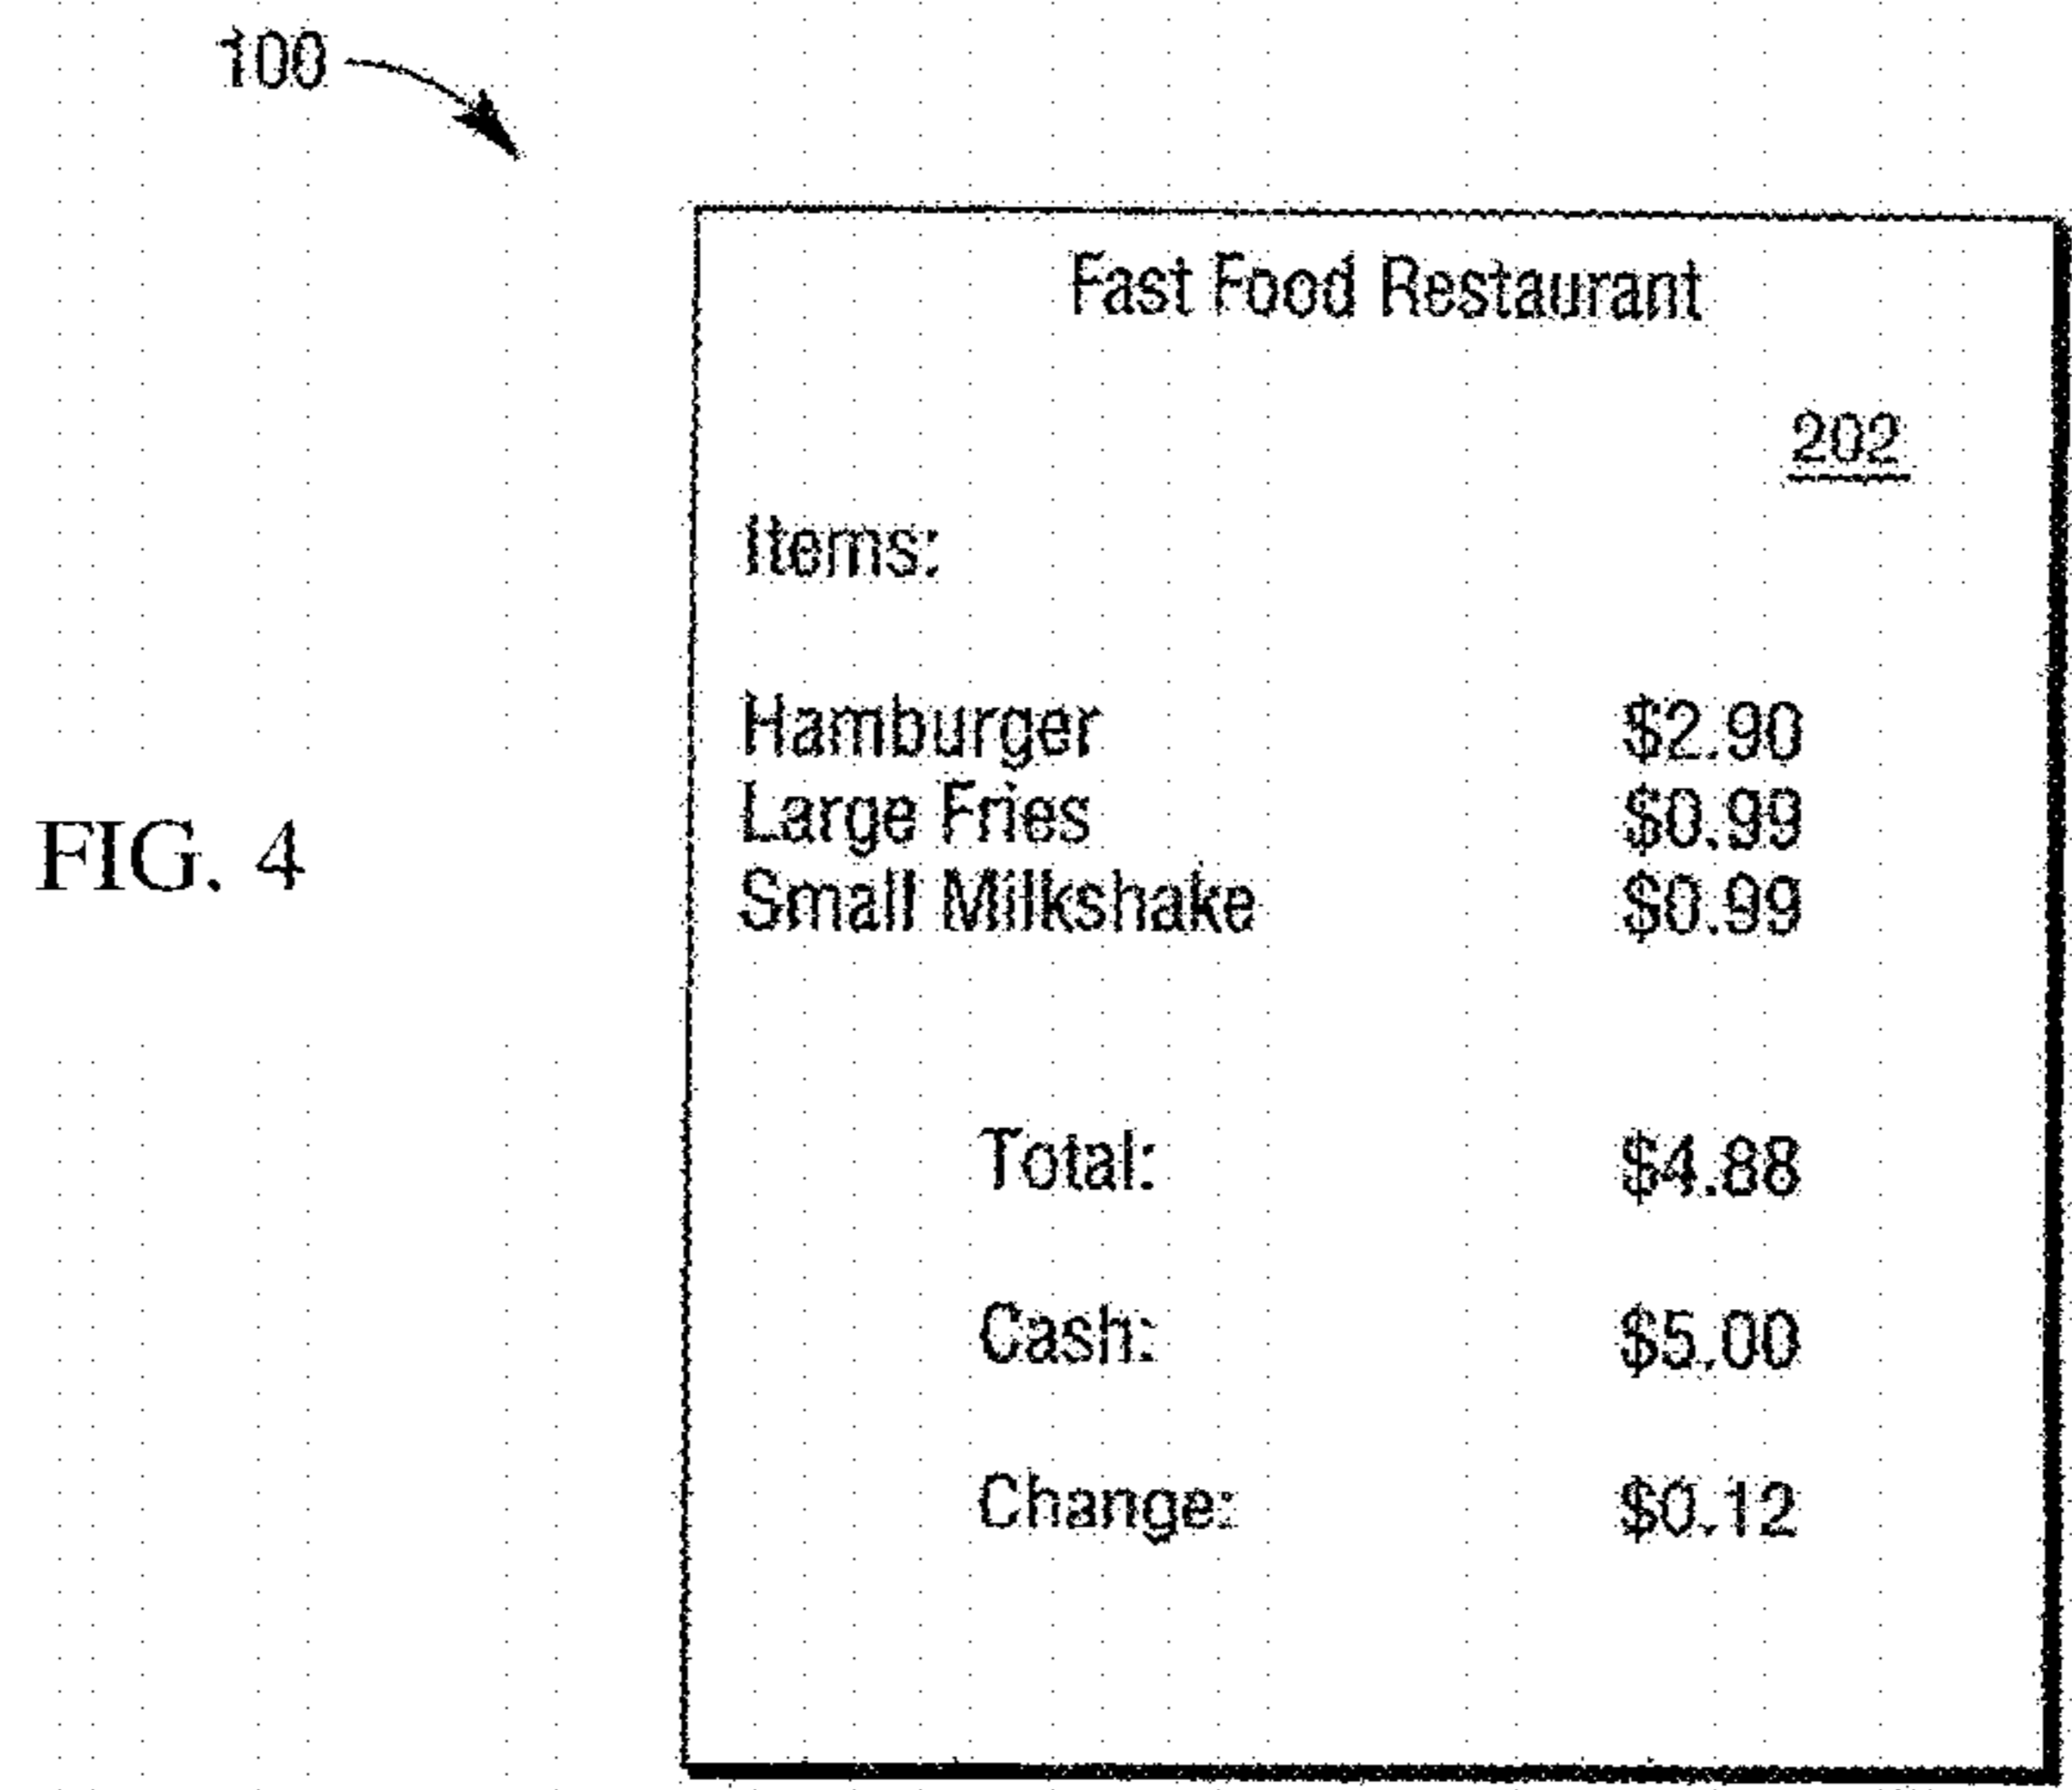 100
Fast Food Restaurant
202
Items:
Hamburger $2.90
Large Fries $0.99
Small Milkshake $0.99
FIG. 4
Total: $4.88
Cash: $5.00
Change: $0.12